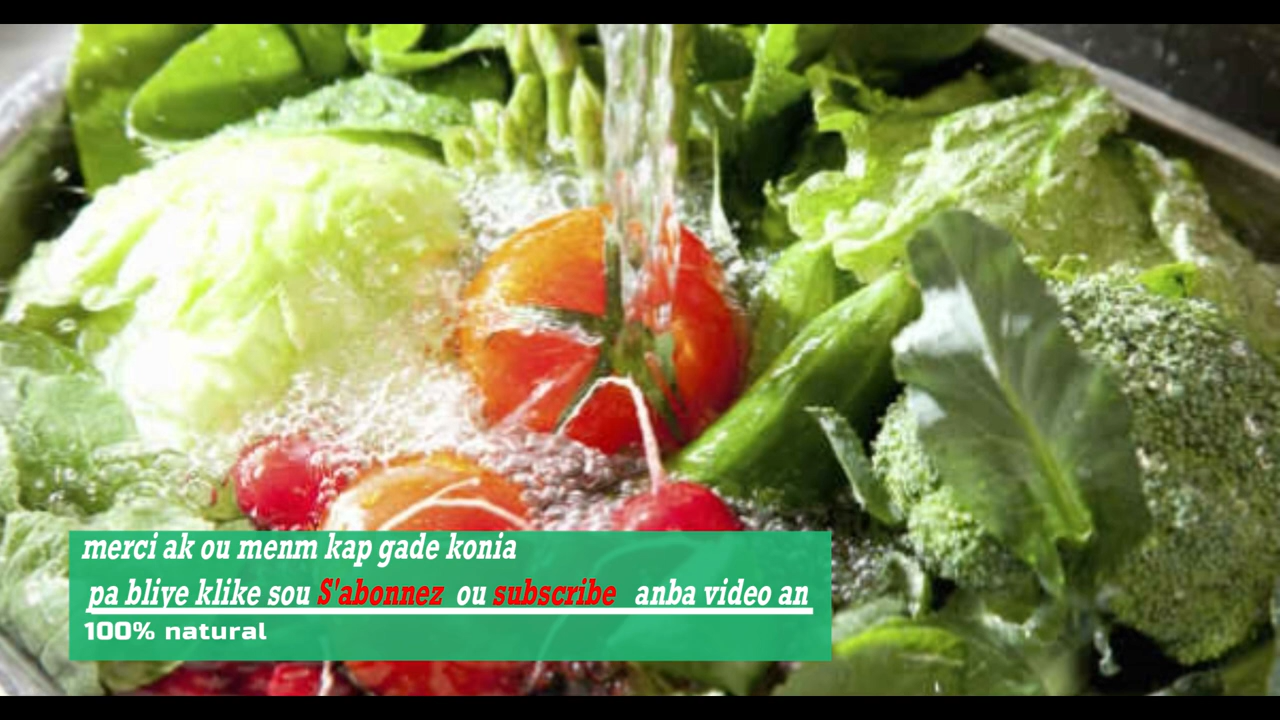 merci ak ou menm kap gade konia
pa bliye klike sou S'abonnez ou subscribe anba video an
100% natural